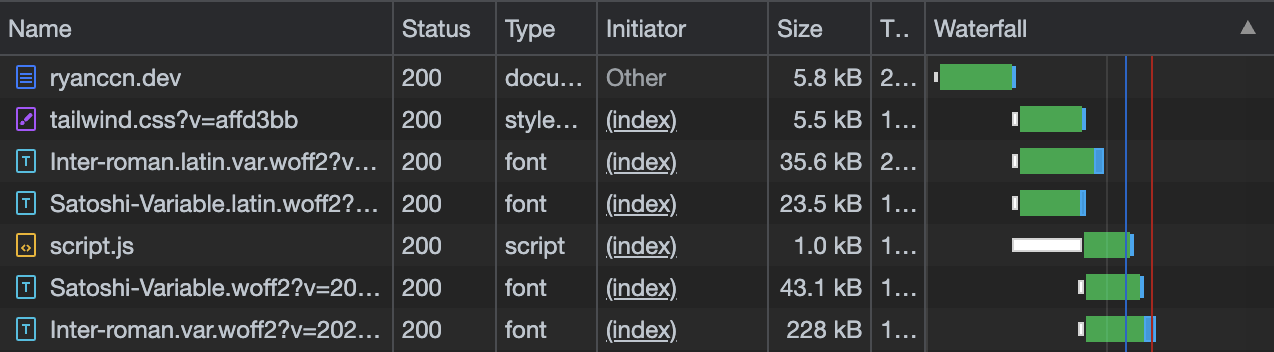 Name Status Type Initiator Size T.. Waterfall
ryanccn.dev 200 docu… Other 5.8 kB 2…
tailwind.css?v=affd3bb 200 style… (index) 5.5 kB 1…
Inter-roman.latin.var.woff2?v… 200 font (index) 35.6 kB 2…
Satoshi-Variable.latin.woff2?… 200 font (index) 23.5 kB 1…
script.js 200 script (index) 1.0 kB 1…
Satoshi-Variable.woff2?v=20… 200 font (index) 43.1 kB 1…
Inter-roman.var.woff2?v=202… 200 font (index) 228 kB 1…